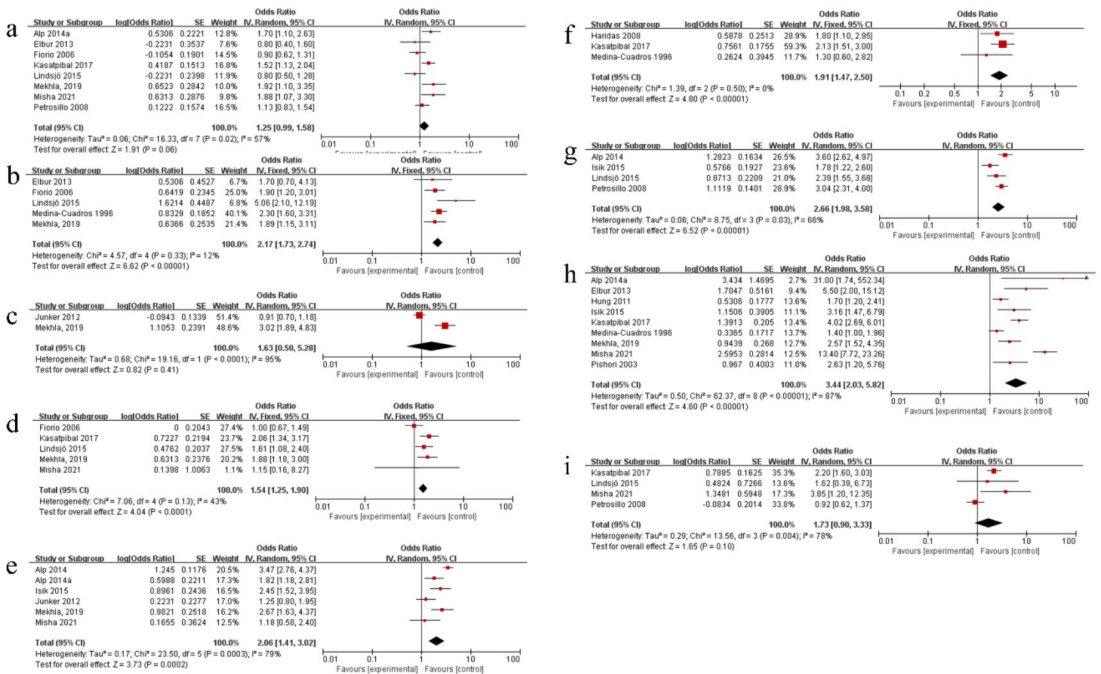 a
Odds Ratio Odds Ratio
Study or Subgroup log[Odds Ratio] SE Weight IV, Random, 95% CI IV, Random, 95% CI
Alp 2014a 0.5306 0.2221 12.8% 1.70 [1.10, 2.63]
Elbur 2013 -0.2231 0.3537 6.8% 0.80 [0.40, 1.60]
Fiorio 2006 -0.1054 0.1901 14.9% 0.90 [0.62, 1.31]
Kasatpibal 2017 0.4187 0.1513 16.8% 1.52 [1.13, 2.04]
Lindsjö 2015 -0.2231 0.2398 11.9% 0.80 [0.50, 1.28]
Mekhla, 2019 0.6523 0.2842 10.0% 1.92 [1.10, 3.35]
Misha 2021 0.6313 0.2876 9.2% 1.88 [1.07, 3.30]
Petrosillo 2008 0.1222 0.1574 16.5% 1.13 [0.83, 1.54]
Total (95% CI) 100.0% 1.25 [0.99, 1.58]
Heterogeneity: Tau² = 0.06; Chi² = 16.33, df = 7 (P = 0.02); I² = 57%
Test for overall effect: Z = 1.91 (P = 0.06)
0.01 0.1 1 10 100
b
Odds Ratio Odds Ratio
Study or Subgroup log[Odds Ratio] SE Weight IV, Fixed, 95% CI IV, Fixed, 95% CI
Elbur 2013 0.5306 0.4527 6.7% 1.70 [0.70, 4.13]
Fiorio 2006 0.6419 0.2345 25.0% 1.90 [1.20, 3.01]
Lindsjö 2015 1.6214 0.4487 6.8% 5.06 [2.10, 12.19]
Medina-Cuadros 1996 0.8329 0.1852 40.1% 2.30 [1.60, 3.31]
Mekhla, 2019 0.6366 0.2535 21.4% 1.89 [1.15, 3.11]
Total (95% CI) 100.0% 2.17 [1.73, 2.74]
Heterogeneity: Chi² = 4.57, df = 4 (P = 0.33); I² = 12%
Test for overall effect: Z = 6.62 (P < 0.00001)
0.01 0.1 1 10 100
Favours [experimental] Favours [control]
c
Odds Ratio Odds Ratio
Study or Subgroup log[Odds Ratio] SE Weight IV, Random, 95% CI IV, Random, 95% CI
Junker 2012 -0.0943 0.1339 51.4% 0.91 [0.70, 1.18]
Mekhla, 2019 1.1053 0.2391 48.6% 3.02 [1.89, 4.83]
Total (95% CI) 100.0% 1.63 [0.50, 5.28]
Heterogeneity: Tau² = 0.68; Chi² = 19.16, df = 1 (P < 0.0001); I² = 95%
Test for overall effect: Z = 0.82 (P = 0.41)
0.01 0.1 1 10 100
Favours [experimental] Favours [control]
d
Odds Ratio Odds Ratio
Study or Subgroup log[Odds Ratio] SE Weight IV, Fixed, 95% CI IV, Fixed, 95% CI
Fiorio 2006 0 0.2043 27.4% 1.00 [0.67, 1.49]
Kasatpibal 2017 0.7227 0.2194 23.7% 2.06 [1.34, 3.17]
Lindsjö 2015 0.4762 0.2037 27.5% 1.61 [1.08, 2.40]
Mekhla, 2019 0.6313 0.2376 20.2% 1.88 [1.18, 3.00]
Misha 2021 0.1398 1.0063 1.1% 1.15 [0.16, 8.27]
Total (95% CI) 100.0% 1.54 [1.25, 1.90]
Heterogeneity: Chi² = 7.06, df = 4 (P = 0.13); I² = 43%
Test for overall effect: Z = 4.04 (P < 0.0001)
0.01 0.1 1 10 100
Favours [experimental] Favours [control]
e
Odds Ratio Odds Ratio
Study or Subgroup log[Odds Ratio] SE Weight IV, Random, 95% CI IV, Random, 95% CI
Alp 2014 1.245 0.1176 20.5% 3.47 [2.76, 4.37]
Alp 2014a 0.5988 0.2211 17.3% 1.82 [1.18, 2.81]
Isik 2015 0.8961 0.2436 16.5% 2.45 [1.52, 3.95]
Junker 2012 0.2231 0.2277 17.0% 1.25 [0.80, 1.95]
Mekhla, 2019 0.9821 0.2518 16.2% 2.67 [1.63, 4.37]
Misha 2021 0.1655 0.3624 12.5% 1.18 [0.58, 2.40]
Total (95% CI) 100.0% 2.06 [1.41, 3.02]
Heterogeneity: Tau² = 0.17; Chi² = 23.50, df = 5 (P = 0.0003); I² = 79%
Test for overall effect: Z = 3.73 (P = 0.0002)
0.01 0.1 1 10 100
Favours [experimental] Favours [control]
f
Odds Ratio Odds Ratio
Study or Subgroup log[Odds Ratio] SE Weight IV, Fixed, 95% CI IV, Fixed, 95% CI
Haridas 2008 0.5878 0.2513 28.9% 1.80 [1.10, 2.95]
Kasatpibal 2017 0.7561 0.1755 59.3% 2.13 [1.51, 3.00]
Medina-Cuadros 1996 0.2624 0.3945 11.7% 1.30 [0.60, 2.82]
Total (95% CI) 100.0% 1.91 [1.47, 2.50]
Heterogeneity: Chi² = 1.39, df = 2 (P = 0.50); I² = 0%
Test for overall effect: Z = 4.80 (P < 0.00001)
0.1 0.2 0.5 1 2 5 10
Favours [experimental] Favours [control]
g
Odds Ratio Odds Ratio
Study or Subgroup log[Odds Ratio] SE Weight IV, Random, 95% CI IV, Random, 95% CI
Alp 2014 1.2823 0.1634 26.5% 3.60 [2.62, 4.97]
Isik 2015 0.5766 0.1927 23.5% 1.78 [1.22, 2.60]
Lindsjö 2015 0.8713 0.2209 21.0% 2.39 [1.55, 3.68]
Petrosillo 2008 1.1119 0.1401 28.9% 3.04 [2.31, 4.00]
Total (95% CI) 100.0% 2.66 [1.98, 3.58]
Heterogeneity: Tau² = 0.06; Chi² = 8.75, df = 3 (P = 0.03); I² = 66%
Test for overall effect: Z = 6.52 (P < 0.00001)
0.01 0.1 1 10 100
Favours [experimental] Favours [control]
h
Odds Ratio Odds Ratio
Study or Subgroup log[Odds Ratio] SE Weight IV, Random, 95% CI IV, Random, 95% CI
Alp 2014a 3.434 1.4695 2.7% 31.00 [1.74, 552.34]
Elbur 2013 1.7047 0.5161 9.4% 5.50 [2.00, 15.12]
Hung 2011 0.5306 0.1777 13.6% 1.70 [1.20, 2.41]
Isik 2015 1.1506 0.3905 11.1% 3.16 [1.47, 6.79]
Kasatpibal 2017 1.3913 0.205 13.4% 4.02 [2.69, 6.01]
Medina-Cuadros 1996 0.3365 0.1717 13.6% 1.40 [1.00, 1.96]
Mekhla, 2019 0.9439 0.268 12.7% 2.57 [1.52, 4.35]
Misha 2021 2.5953 0.2814 12.5% 13.40 [7.72, 23.26]
Pishori 2003 0.967 0.4003 11.0% 2.63 [1.20, 5.76]
Total (95% CI) 100.0% 3.44 [2.03, 5.82]
Heterogeneity: Tau² = 0.50; Chi² = 62.37, df = 8 (P < 0.00001); I² = 87%
Test for overall effect: Z = 4.60 (P < 0.00001)
0.01 0.1 1 10 100
Favours [experimental] Favours [control]
i
Odds Ratio Odds Ratio
Study or Subgroup log[Odds Ratio] SE Weight IV, Random, 95% CI IV, Random, 95% CI
Kasatpibal 2017 0.7885 0.1625 35.3% 2.20 [1.60, 3.03]
Lindsjö 2015 0.4824 0.7266 13.6% 1.62 [0.39, 6.73]
Misha 2021 1.3481 0.5948 17.3% 3.85 [1.20, 12.35]
Petrosillo 2008 -0.0834 0.2014 33.8% 0.92 [0.62, 1.37]
Total (95% CI) 100.0% 1.73 [0.90, 3.33]
Heterogeneity: Tau² = 0.29; Chi² = 13.56, df = 3 (P = 0.004); I² = 78%
Test for overall effect: Z = 1.65 (P = 0.10)
0.01 0.1 1 10 100
Favours [experimental] Favours [control]